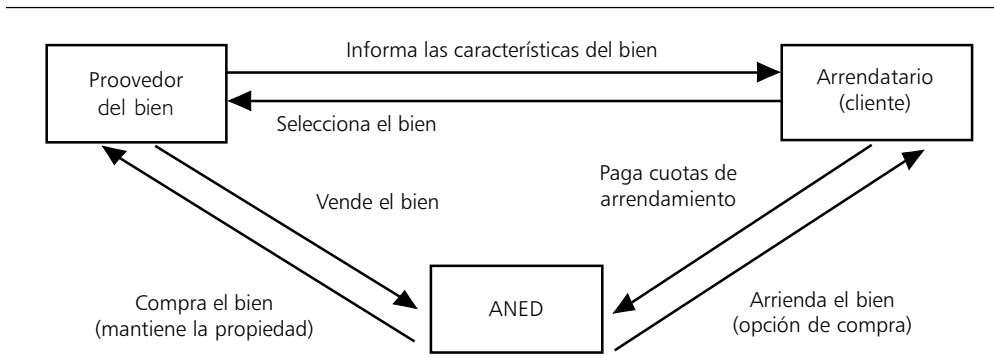 Informa las características del bien
Proovedor
del bien
Arrendatario
(cliente)
Selecciona el bien
Paga cuotas de
arrendamiento
Vende el bien
Compra el bien
(mantiene la propiedad)
ANED
Arrienda el bien
(opción de compra)